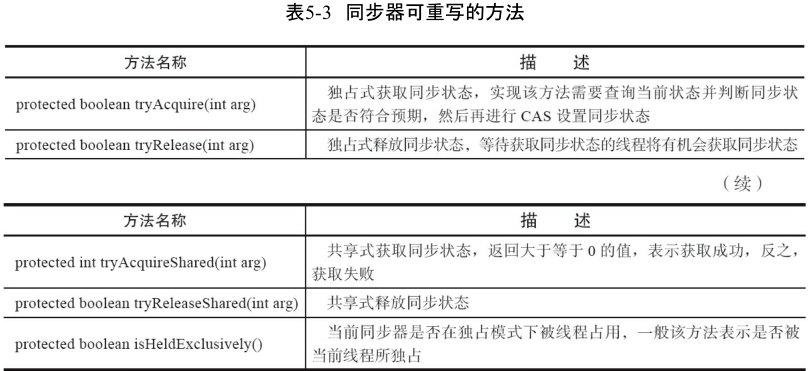 表5-3 同步器可重写的方法
方法名称 描 述
protected boolean tryAcquire(int arg) 独占式获取同步状态，实现该方法需要查询当前状态并判断同步状
态是否符合预期，然后再进行 CAS 设置同步状态
protected boolean tryRelease(int arg) 独占式释放同步状态，等待获取同步状态的线程将有机会获取同步状态
（续）
方法名称 描 述
protected int tryAcquireShared(int arg) 共享式获取同步状态，返回大于等于 0 的值，表示获取成功，反之，
获取失败
protected boolean tryReleaseShared(int arg) 共享式释放同步状态
protected boolean isHeldExclusively() 当前同步器是否在独占模式下被线程占用，一般该方法表示是否被
当前线程所独占